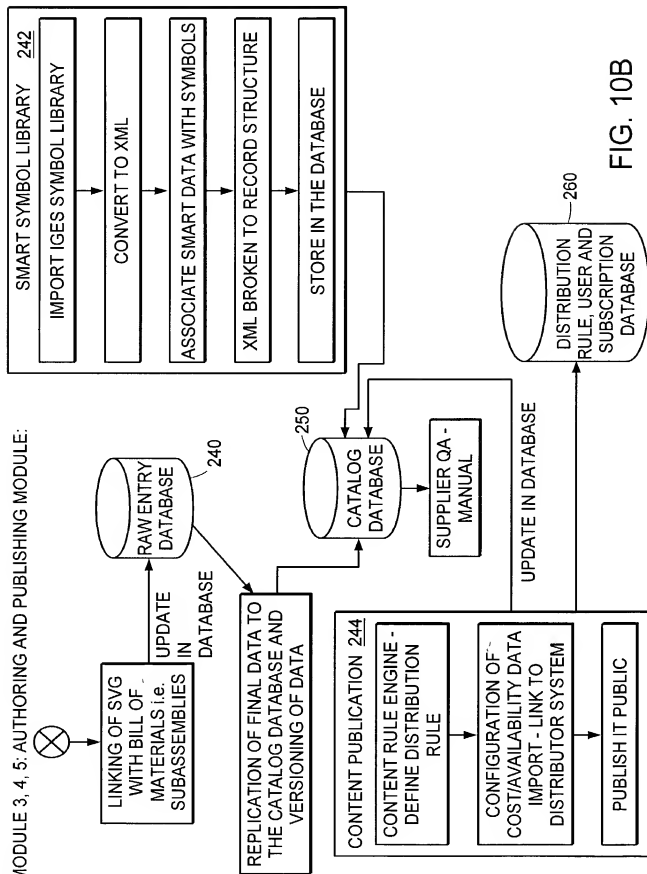 MODULE 3, 4, 5: AUTHORING AND PUBLISHING MODULE:
LINKING OF SVG
WITH BILL OF
MATERIALS i.e.
SUBASSEMBLIES
UPDATE
IN
DATABASE
RAW ENTRY
DATABASE
240
REPLICATION OF FINAL DATA TO
THE CATALOG DATABASE AND
VERSIONING OF DATA
SMART SYMBOL LIBRARY 242
IMPORT IGES SYMBOL LIBRARY
CONVERT TO XML
ASSOCIATE SMART DATA WITH SYMBOLS
XML BROKEN TO RECORD STRUCTURE
STORE IN THE DATABASE
250
CATALOG
DATABASE
SUPPLIER QA -
MANUAL
UPDATE IN DATABASE
CONTENT PUBLICATION 244
CONTENT RULE ENGINE -
DEFINE DISTRIBUTION
RULE
CONFIGURATION OF
COST/AVAILABILITY DATA
IMPORT - LINK TO
DISTRIBUTOR SYSTEM
PUBLISH IT PUBLIC
DISTRIBUTION
RULE, USER AND
SUBSCRIPTION
DATABASE
260
FIG. 10B